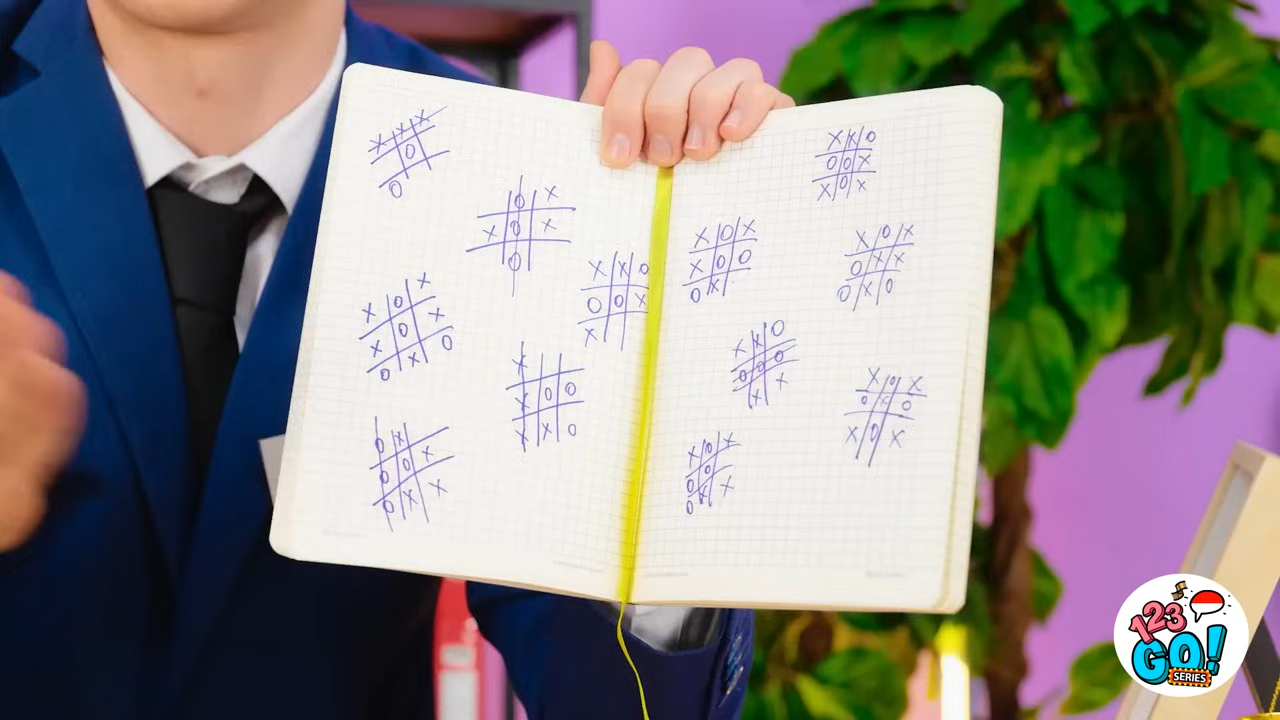 X X X
O
O
O X
X O X
O
X O X
X O X
X O O
O X O
X X O
O O X
X
X
X O O
X X O
O X
O O X
O X X
X X O
O O X
X O X
X O X
X O O
O X
X O X
O X X
O X O
X X O
O O O
X X
X O X
O X O
X O X
X O X
O O
O X X
123
GO!
SERIES